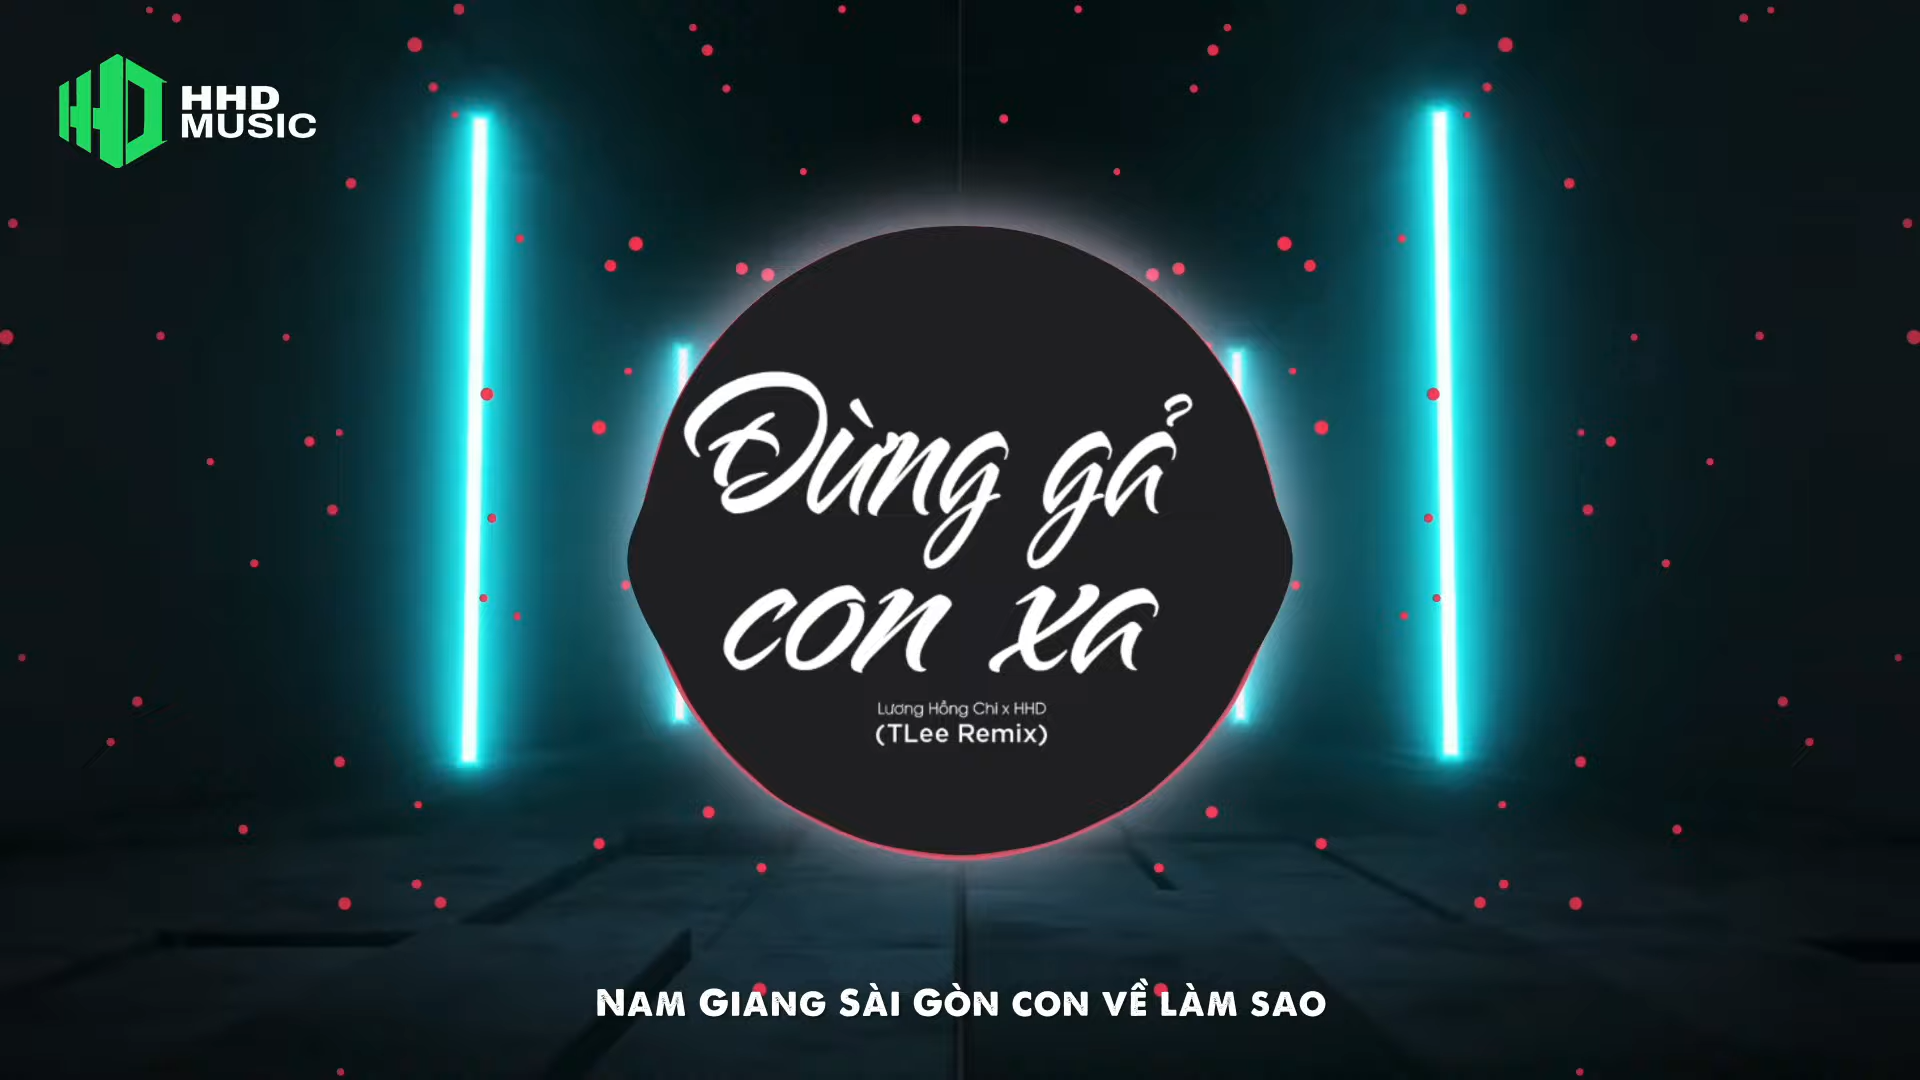 HHD
MUSIC
Đừng gả
con xa
Lương Hồng Chi x HHD
(TLee Remix)
NAM GIANG SÀI GÒN CON VỀ LÀM SAO